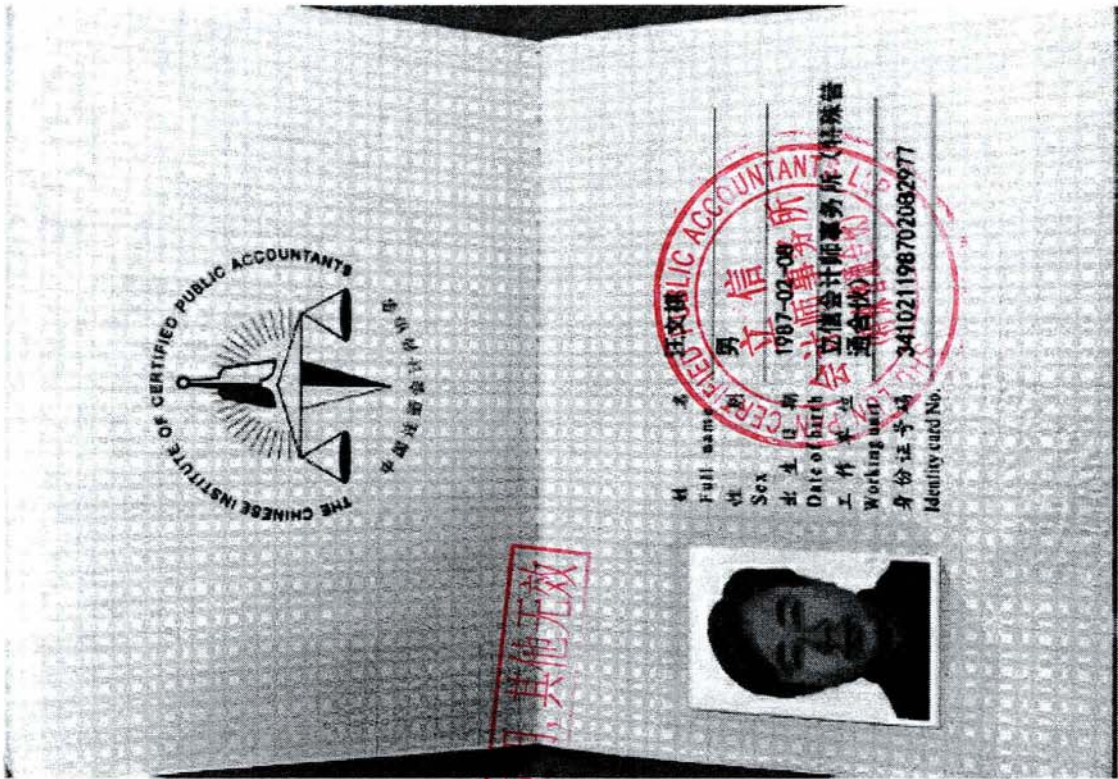 THE CHINESE INSTITUTE OF CERTIFIED PUBLIC ACCOUNTANTS
中国注册会计师协会
其他无效
姓 名
Full name
性 别 男
Sex
出 生 日 期 1987-02-08
Date of birth
工 作 单 位 立信会计师事务所(特殊普
通合伙)
Working unit
身份证号码 341021198702082977
Identity card No.
CERTIFIED PUBLIC ACCOUNTANTS LLP
立信
会计师事务所